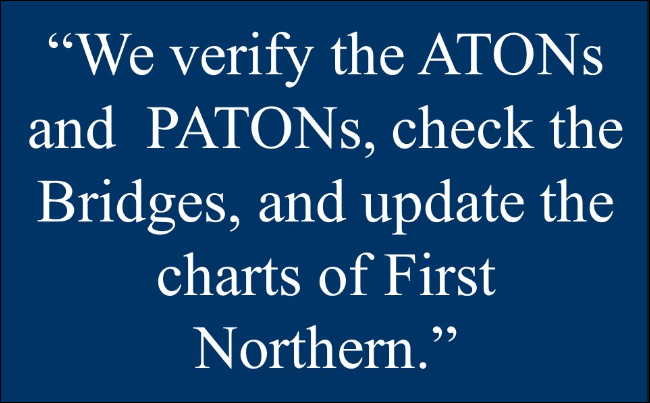 “We verify the ATONs
and  PATONs, check the
Bridges, and update the
charts of First
Northern.”